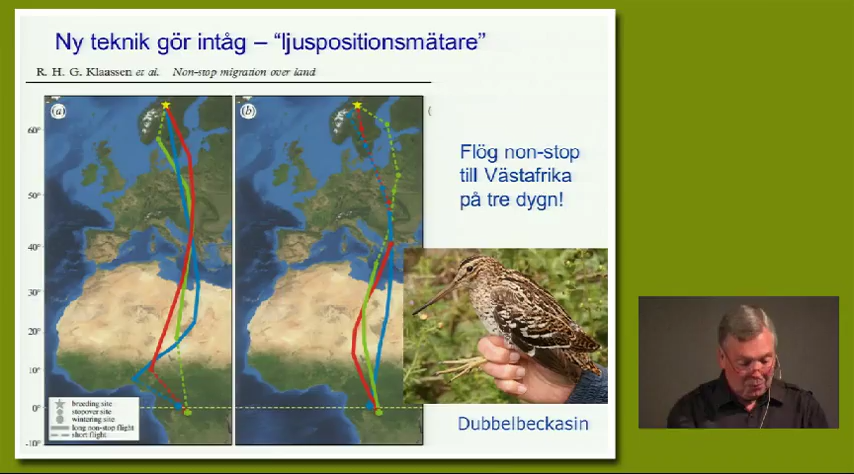 Ny teknik gör intåg – “ljuspositionsmätare”
R. H. G. Klaassen et al. Non-stop migration over land
(a)
(b)
60°
50°
40°
30°
20°
10°
0°
-10°
breeding site
stopover site
wintering site
long non-stop flight
short flight
Flög non-stop
till Västafrika
på tre dygn!
Dubbelbeckasin